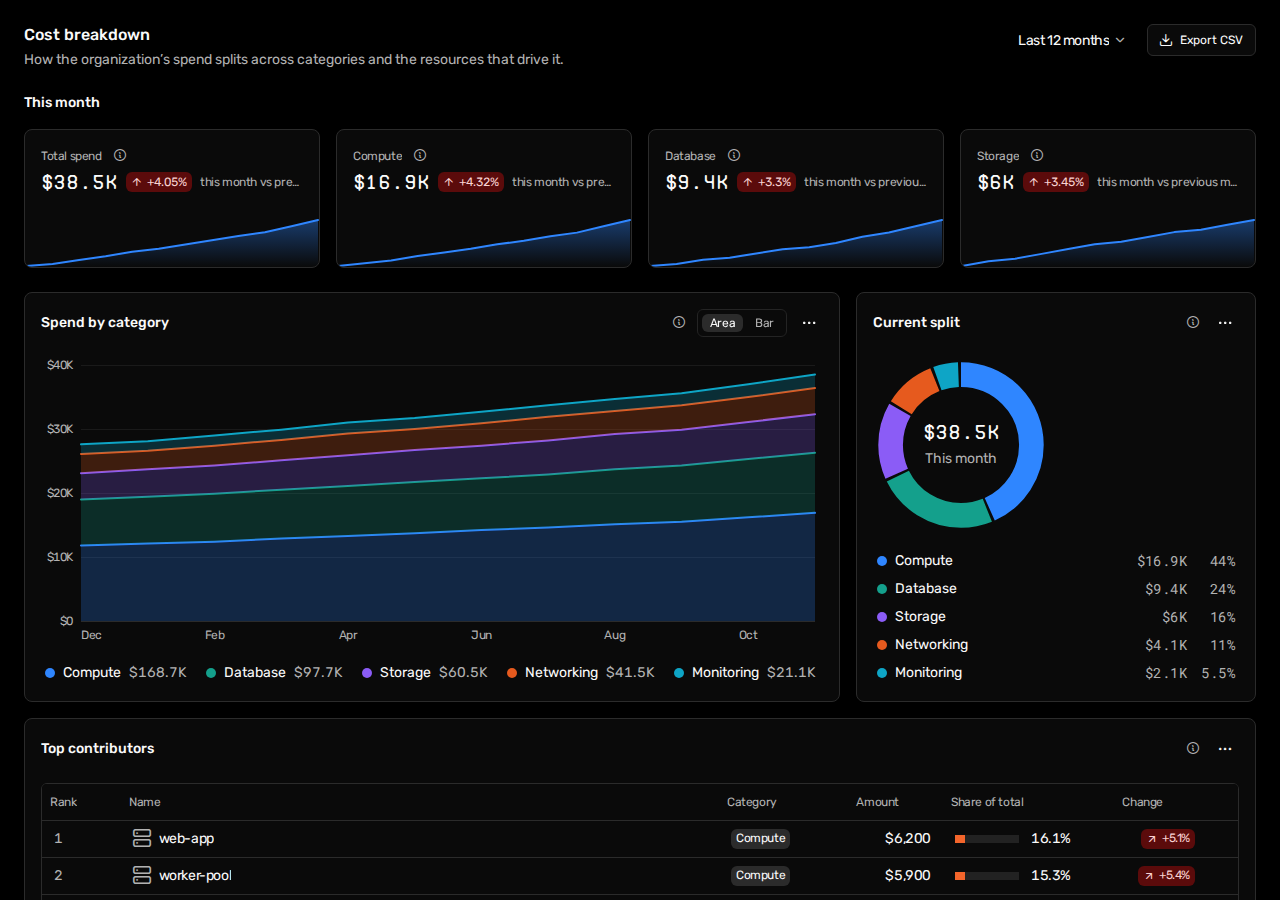 Cost breakdown
How the organization's spend splits across categories and the resources that drive it.
Last 12 months
Export CSV
This month
Total spend
$38.5K +4.05% this month vs pre...
Compute
$16.9K +4.32% this month vs pre...
Database
$9.4K +3.3% this month vs previou...
Storage
$6K +3.45% this month vs previous m...
Spend by category
Area Bar
$40K
$30K
$20K
$10K
$0
Dec Feb Apr Jun Aug Oct
Compute $168.7K Database $97.7K Storage $60.5K Networking $41.5K Monitoring $21.1K
Current split
$38.5K
This month
Compute $16.9K 44%
Database $9.4K 24%
Storage $6K 16%
Networking $4.1K 11%
Monitoring $2.1K 5.5%
Top contributors
Rank Name Category Amount Share of total Change
1 web-app Compute $6,200 16.1% +5.1%
2 worker-pool Compute $5,900 15.3% +5.4%